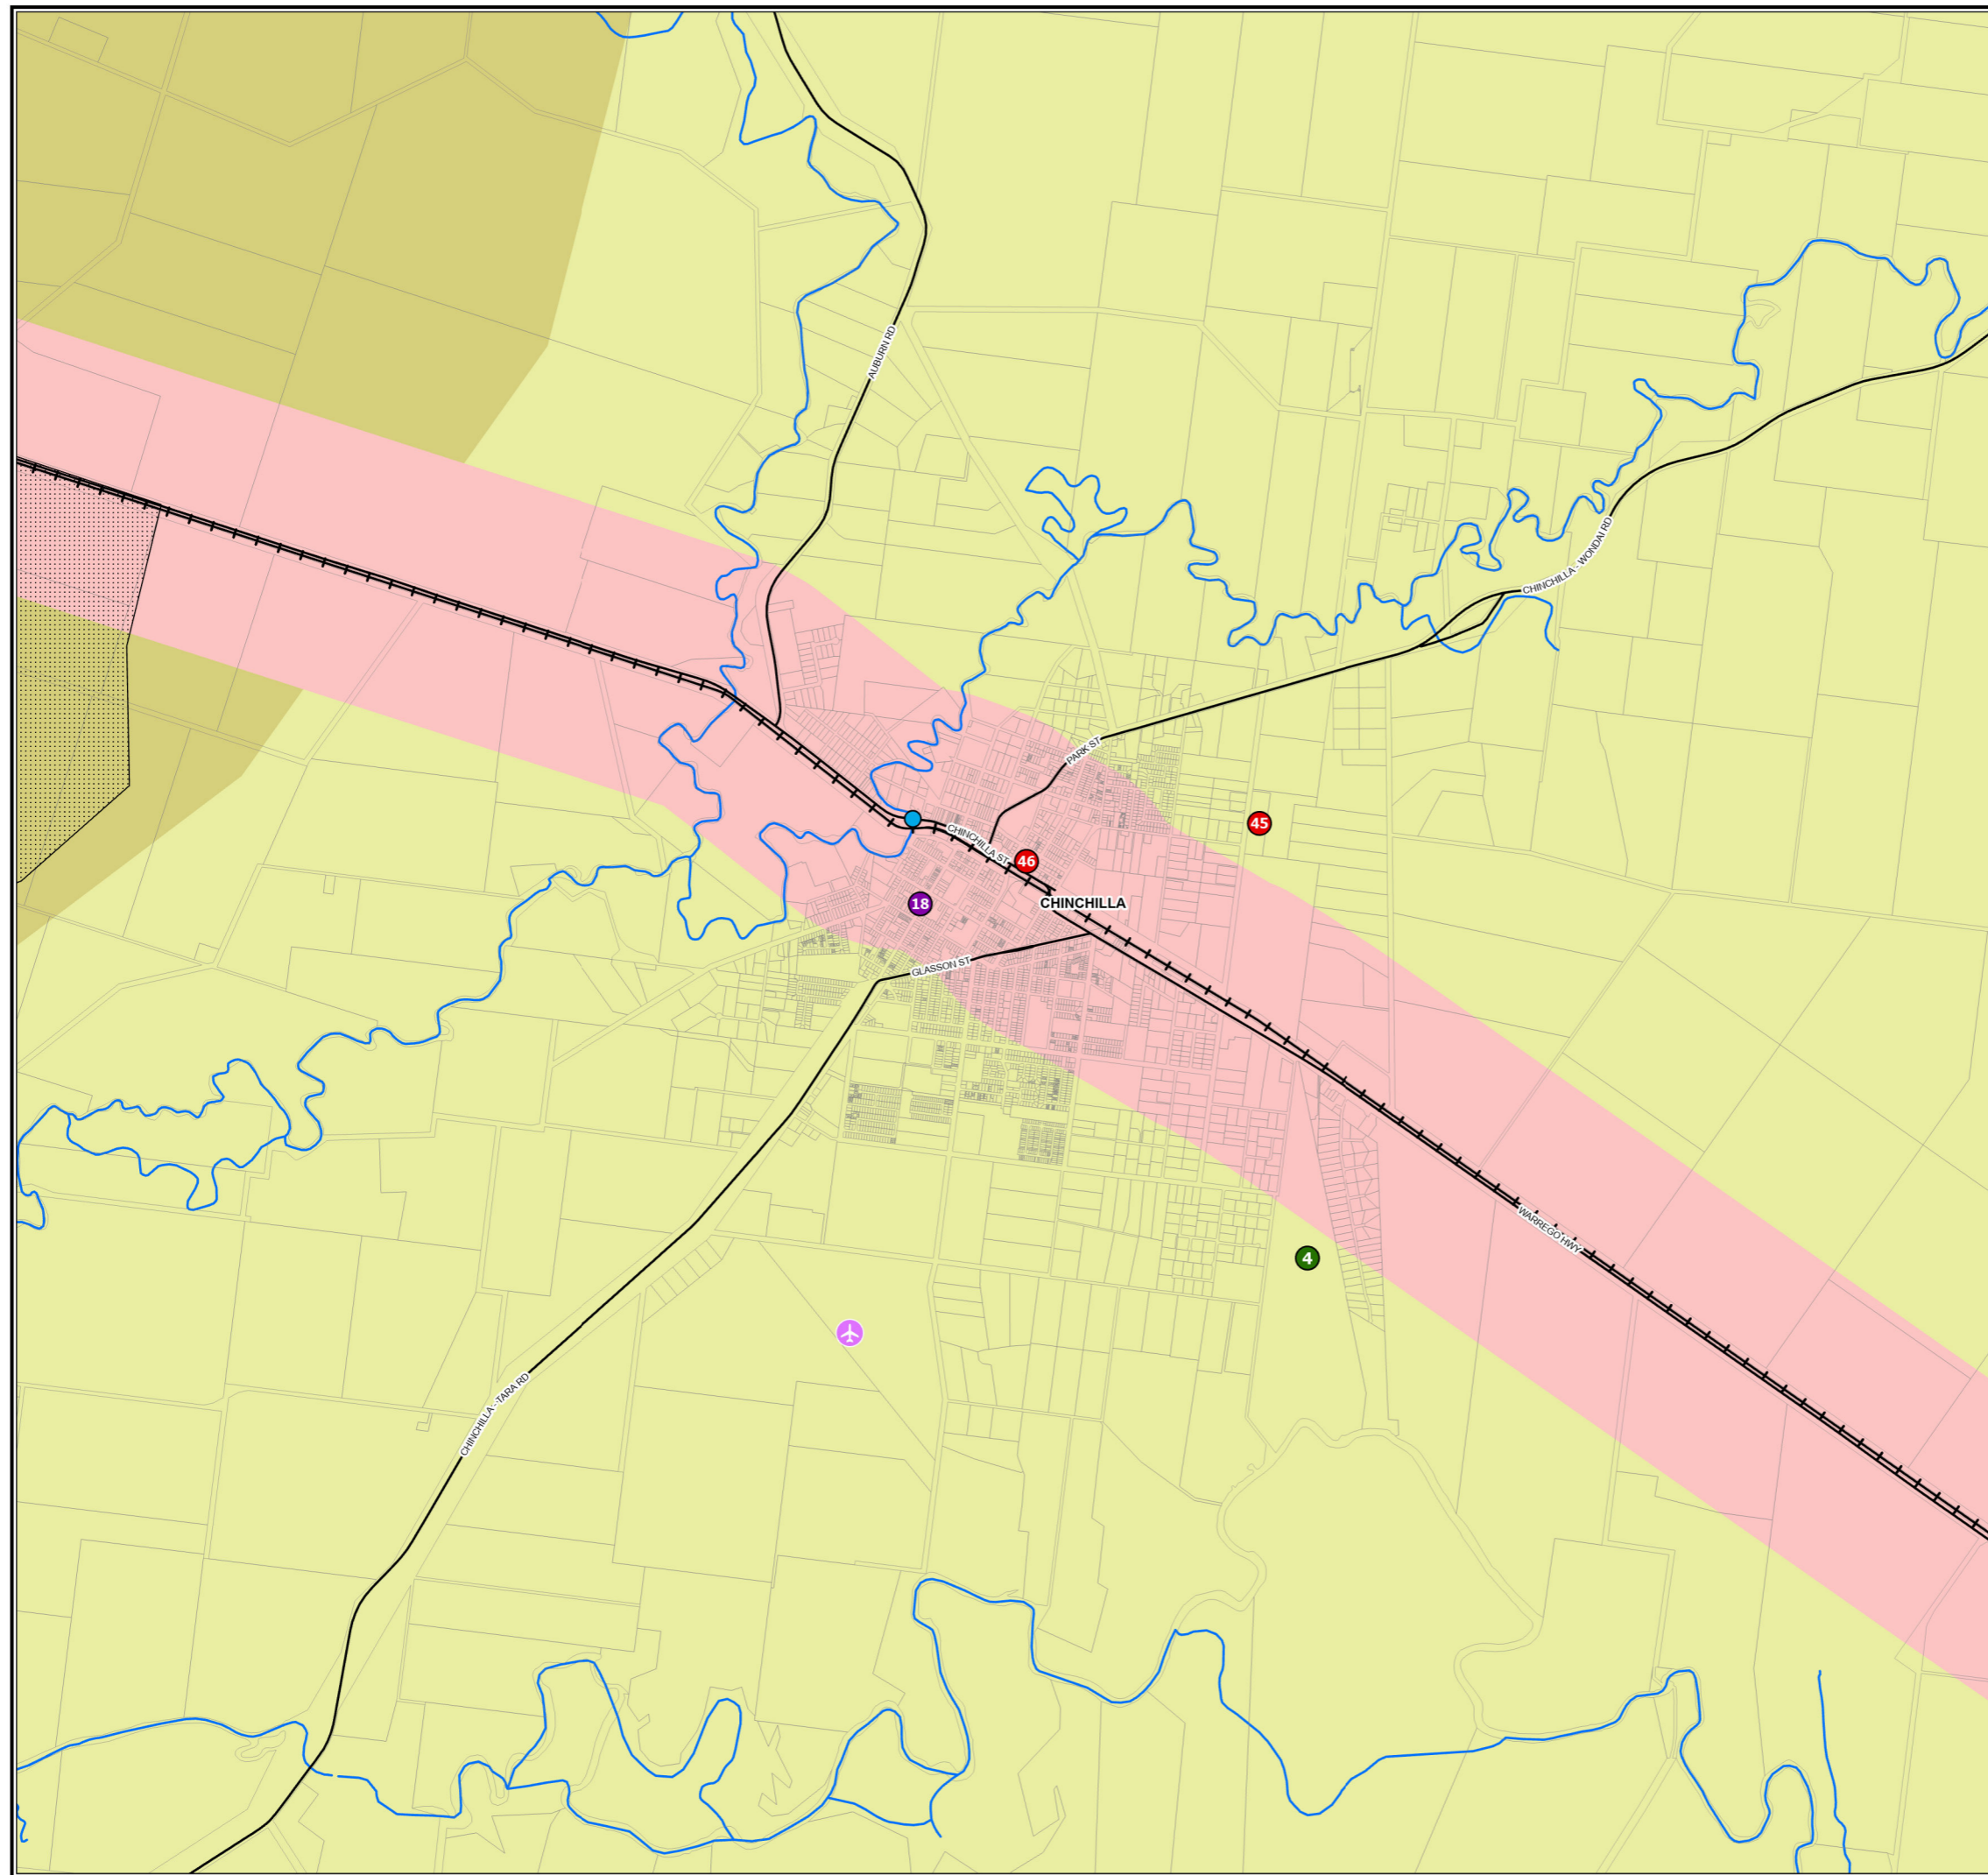 AUBURN RD
CHINCHILLA - WONDAI RD
PARK ST
45
CHINCHILLA ST
46
18
CHINCHILLA
GLASSON ST
WARREGO HWY
4
CHINCHILLA - TARA RD